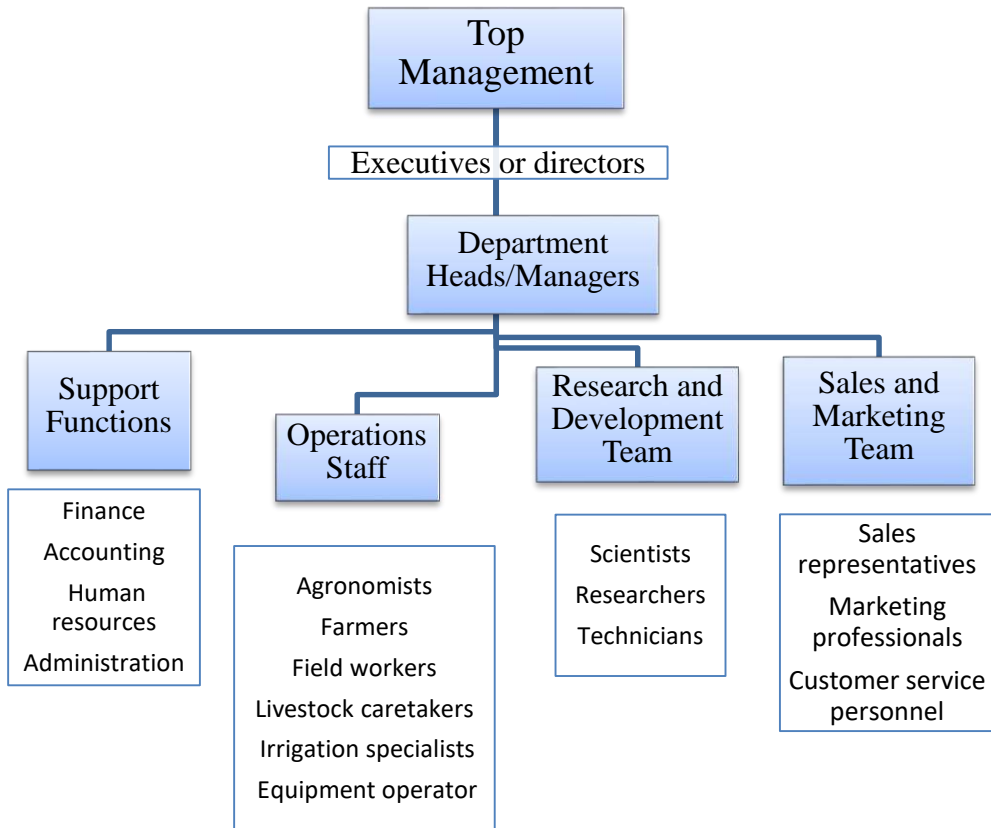 Top
Management
Executives or directors
Department
Heads/Managers
Support
Functions
Operations
Staff
Research and
Development
Team
Sales and
Marketing
Team
Finance
Accounting
Human
resources
Administration
Agronomists
Farmers
Field workers
Livestock caretakers
Irrigation specialists
Equipment operator
Scientists
Researchers
Technicians
Sales
representatives
Marketing
professionals
Customer service
personnel